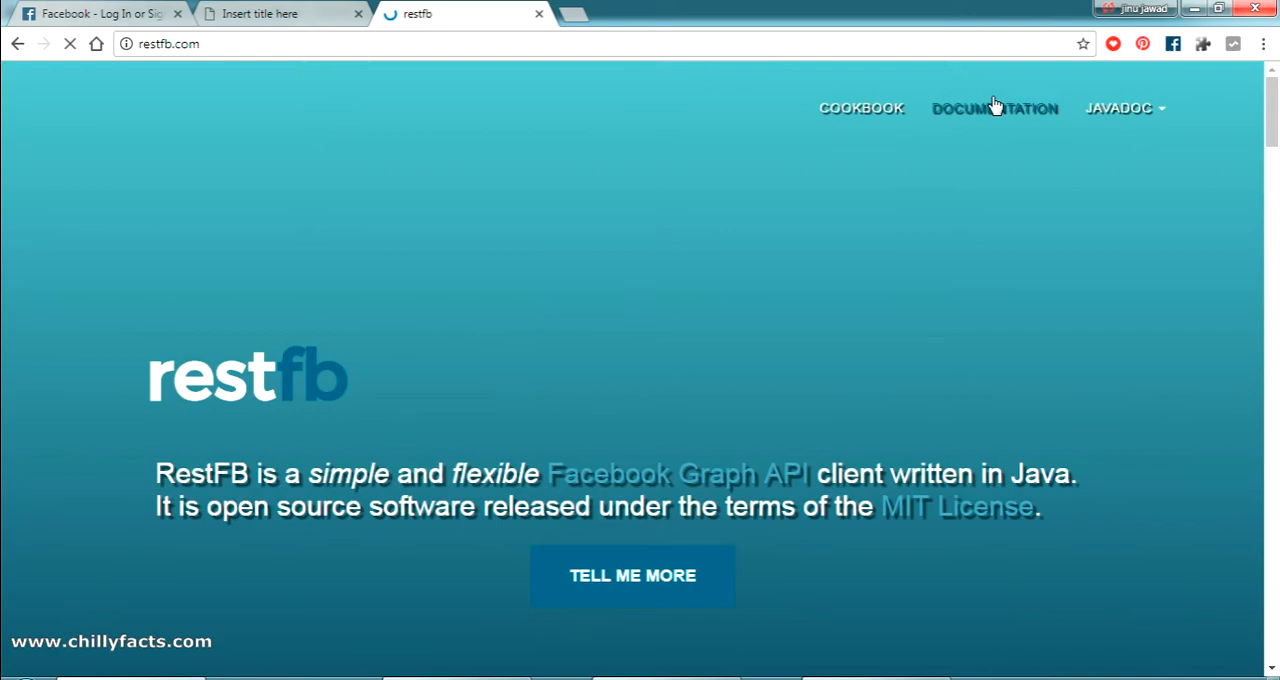 Facebook - Log In or Sig
Insert title here
restfb
jinu jawad
restfb.com
COOKBOOK
DOCUMENTATION
JAVADOC
restfb
RestFB is a simple and flexible Facebook Graph API client written in Java.
It is open source software released under the terms of the MIT License.
TELL ME MORE
www.chillyfacts.com